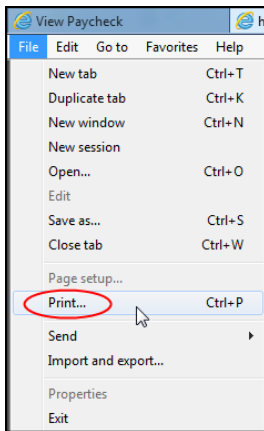 View Paycheck h
File Edit Go to Favorites Help
New tab Ctrl+T
Duplicate tab Ctrl+K
New window Ctrl+N
New session
Open... Ctrl+O
Edit
Save as... Ctrl+S
Close tab Ctrl+W
Page setup...
Print... Ctrl+P
Send
Import and export...
Properties
Exit